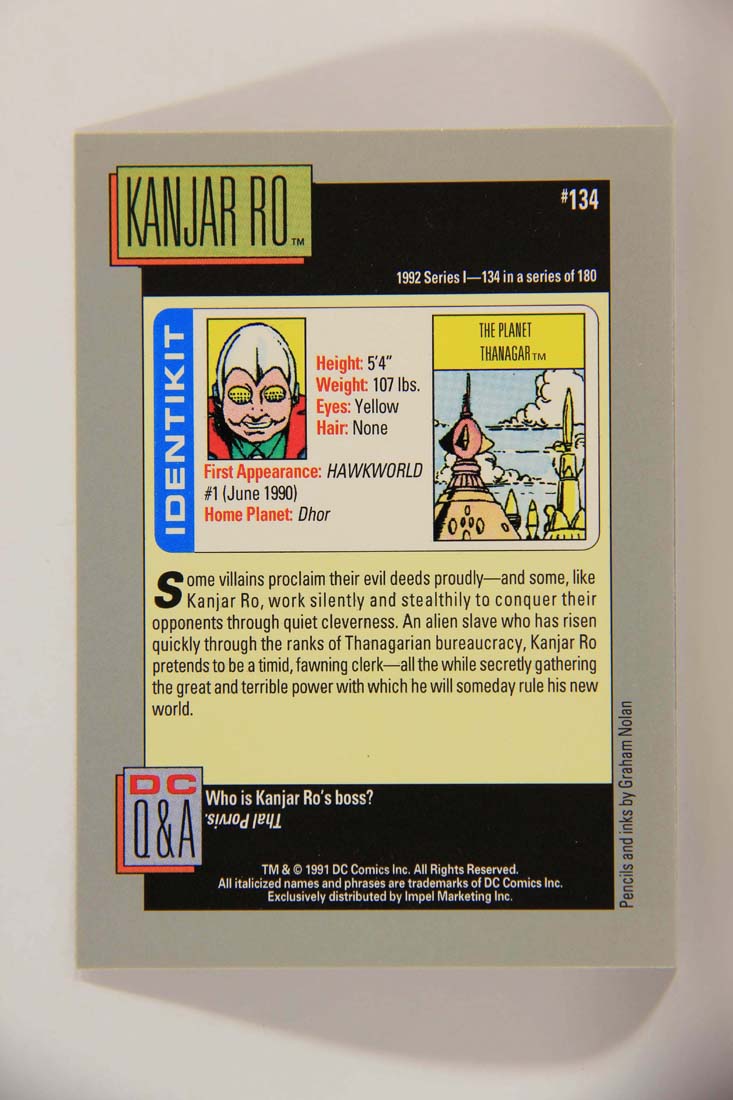 KANJAR RO™
#134
1992 Series I—134 in a series of 180
IDENTIKIT
Height: 5'4"
Weight: 107 lbs.
Eyes: Yellow
Hair: None
First Appearance: HAWKWORLD
#1 (June 1990)
Home Planet: Dhor
THE PLANET
THANAGAR™
Some villains proclaim their evil deeds proudly—and some, like
Kanjar Ro, work silently and stealthily to conquer their
opponents through quiet cleverness. An alien slave who has risen
quickly through the ranks of Thanagarian bureaucracy, Kanjar Ro
pretends to be a timid, fawning clerk—all the while secretly gathering
the great and terrible power with which he will someday rule his new
world.
DC
Q&A
Who is Kanjar Ro's boss?
Thal Porvis.
TM & © 1991 DC Comics Inc. All Rights Reserved.
All italicized names and phrases are trademarks of DC Comics Inc.
Exclusively distributed by Impel Marketing Inc.
Pencils and inks by Graham Nolan